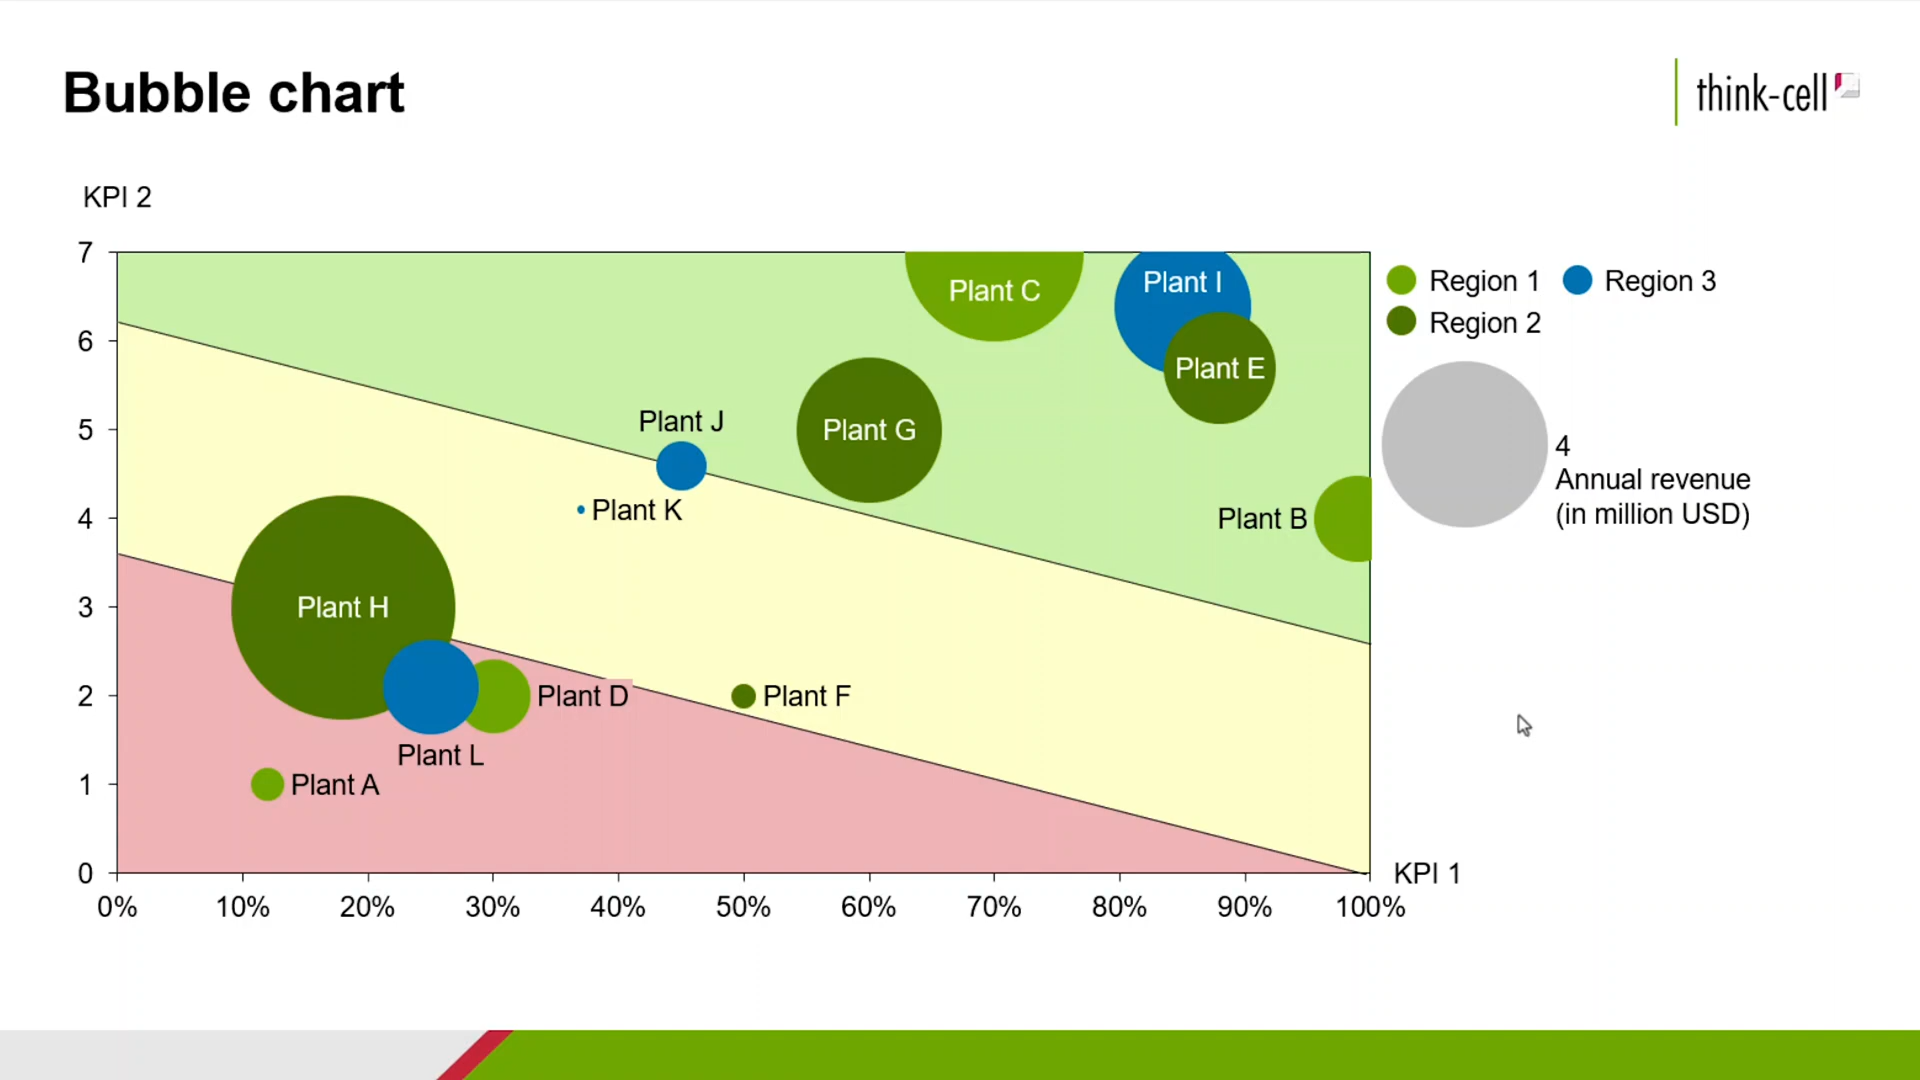 Bubble chart
think-cell
KPI 2
7
6
5
4
3
2
1
0
0%
10%
20%
30%
40%
50%
60%
70%
80%
90%
100%
KPI 1
Plant C
Plant I
Plant E
Plant J
Plant G
Plant K
Plant B
Plant H
Plant D
Plant F
Plant L
Plant A
Region 1
Region 3
Region 2
4
Annual revenue
(in million USD)